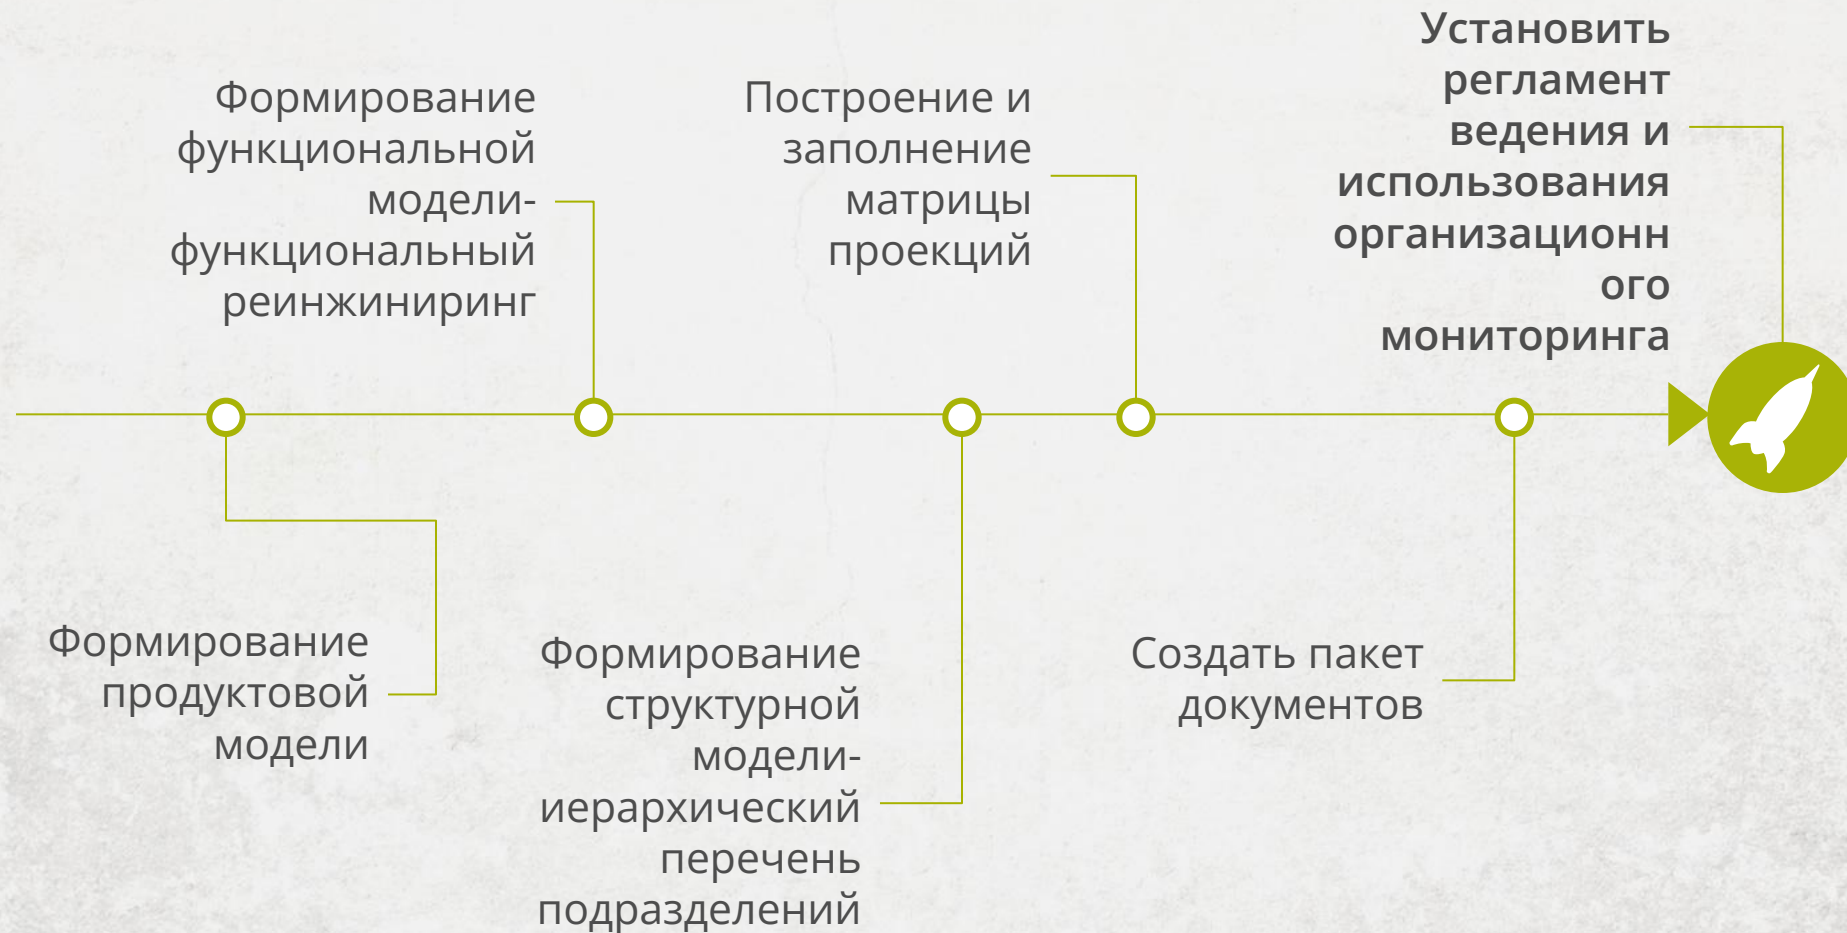 Формирование
продуктовой
модели
Формирование
функциональной
модели-
функциональный
реинжиниринг
Формирование
структурной
модели-
иерархический
перечень
подразделений
Построение и
заполнение
матрицы
проекций
Создать пакет
документов
Установить
регламент
ведения и
использования
организационн
ого
мониторинга